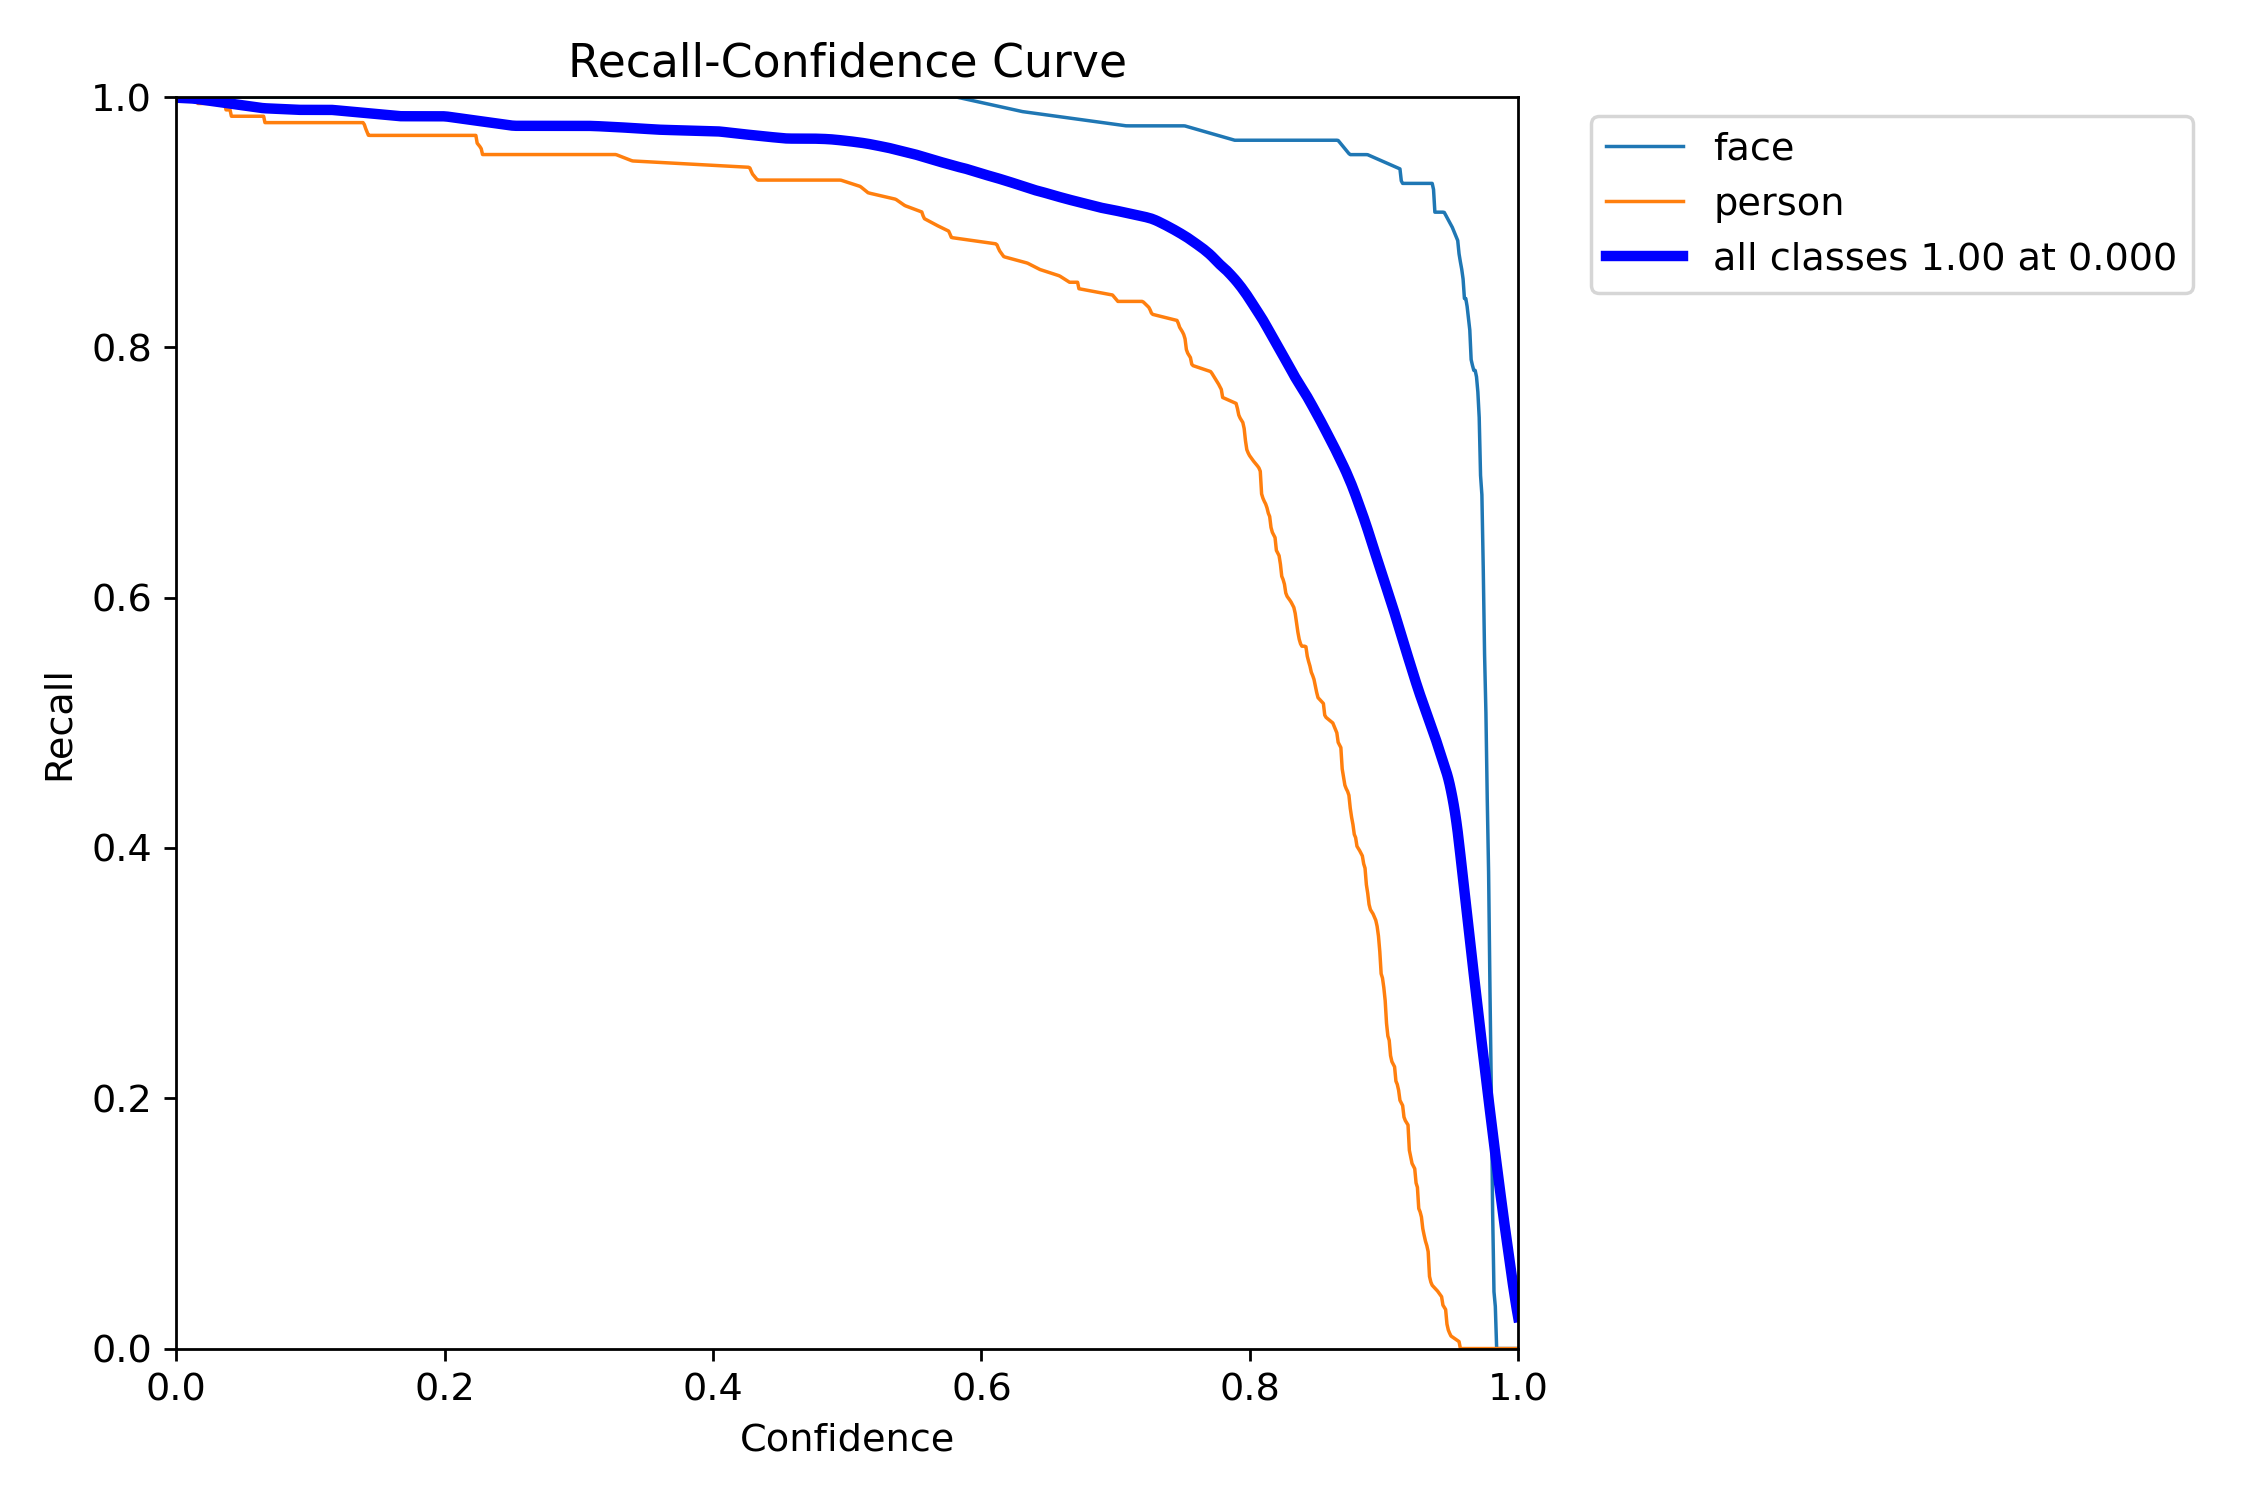 Recall-Confidence Curve
1.0
0.8
0.6
0.4
0.2
0.0
Recall
0.0 0.2 0.4 0.6 0.8 1.0
Confidence
face
person
all classes 1.00 at 0.000